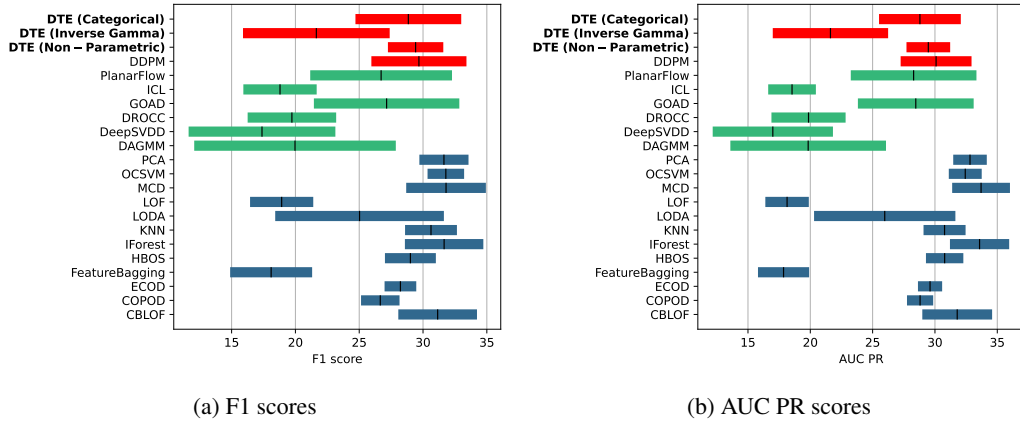 DTE (Categorical)
DTE (Inverse Gamma)
DTE (Non − Parametric)
DDPM
PlanarFlow
ICL
GOAD
DROCC
DeepSVDD
DAGMM
PCA
OCSVM
MCD
LOF
LODA
KNN
IForest
HBOS
FeatureBagging
ECOD
COPOD
CBLOF
15 20 25 30 35
F1 score
(a) F1 scores
DTE (Categorical)
DTE (Inverse Gamma)
DTE (Non − Parametric)
DDPM
PlanarFlow
ICL
GOAD
DROCC
DeepSVDD
DAGMM
PCA
OCSVM
MCD
LOF
LODA
KNN
IForest
HBOS
FeatureBagging
ECOD
COPOD
CBLOF
15 20 25 30 35
AUC PR
(b) AUC PR scores